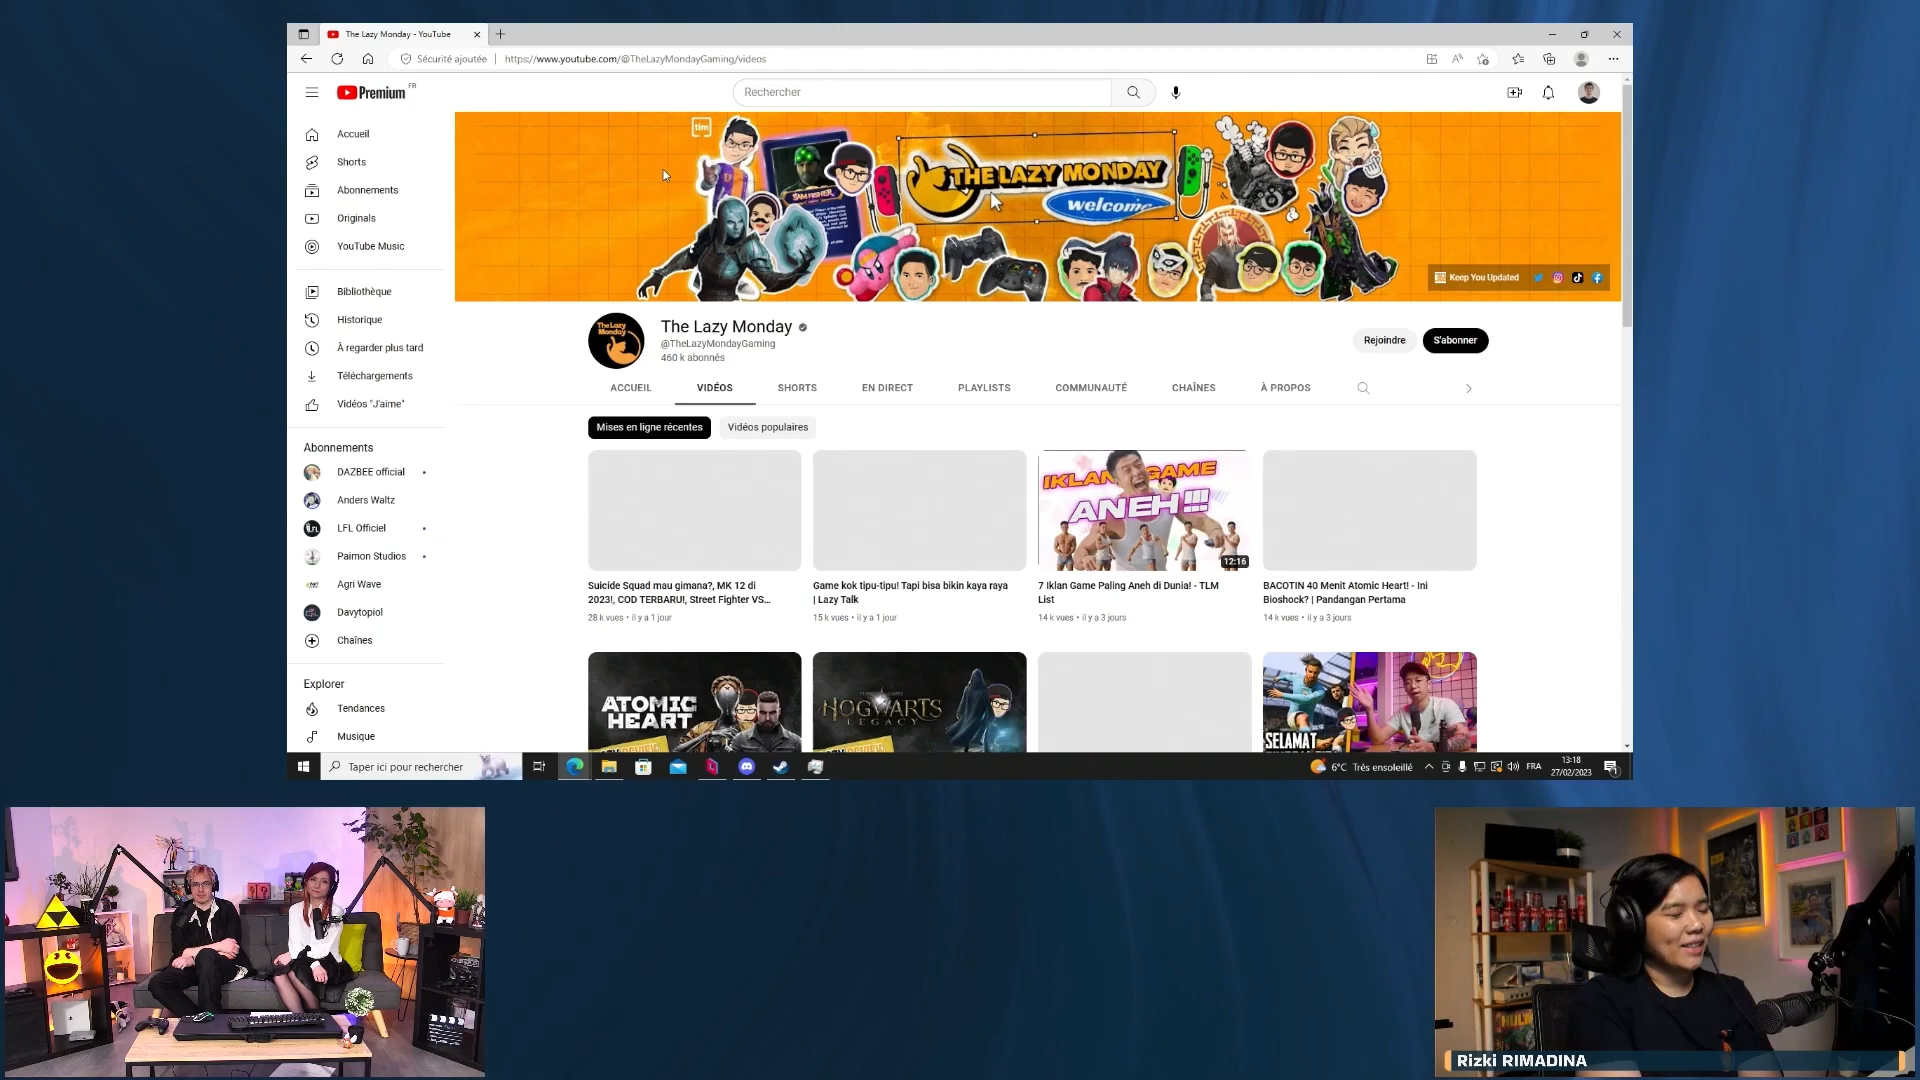 The Lazy Monday - YouTube
Sécurité ajoutée
https://www.youtube.com/@TheLazyMondayGaming/videos
Premium FR
Rechercher
Accueil
Shorts
Abonnements
Originals
YouTube Music
Bibliothèque
Historique
À regarder plus tard
Téléchargements
Vidéos "J'aime"
Abonnements
DAZBEE official
Anders Waltz
LFL Officiel
Paimon Studios
Agri Wave
Davytopiol
Chaînes
Explorer
Tendances
Musique
tlm
SAM FISHER
THE LAZY MONDAY
welcome
Keep You Updated
The Lazy Monday
The Lazy Monday
@TheLazyMondayGaming
460 k abonnés
Rejoindre
S'abonner
ACCUEIL
VIDÉOS
SHORTS
EN DIRECT
PLAYLISTS
COMMUNAUTÉ
CHAÎNES
À PROPOS
Mises en ligne récentes
Vidéos populaires
IKLAN GAME
ANEH!!!
12:16
Suicide Squad mau gimana?, MK 12 di
2023!, COD TERBARU!, Street Fighter VS...
28 k vues • il y a 1 jour
Game kok tipu-tipu! Tapi bisa bikin kaya raya
| Lazy Talk
15 k vues • il y a 1 jour
7 Iklan Game Paling Aneh di Dunia! - TLM
List
14 k vues • il y a 3 jours
BACOTIN 40 Menit Atomic Heart! - Ini
Bioshock? | Pandangan Pertama
14 k vues • il y a 3 jours
ATOMIC
HEART
HOGWARTS
LEGACY
SELAMAT
Taper ici pour rechercher
6°C Très ensoleillé
FRA
13:18
27/02/2023
Rizki RIMADINA